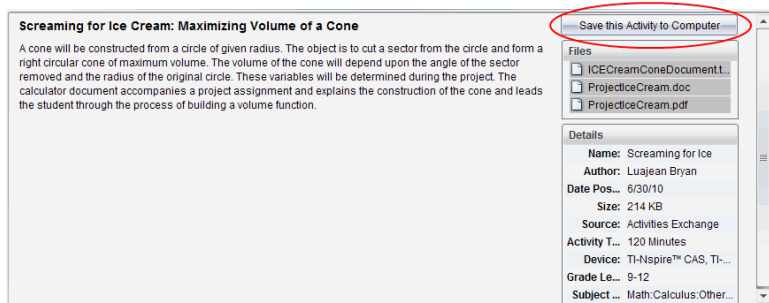 Screaming for Ice Cream: Maximizing Volume of a Cone
A cone will be constructed from a circle of given radius. The object is to cut a sector from the circle and form a
right circular cone of maximum volume. The volume of the cone will depend upon the angle of the sector
removed and the radius of the original circle. These variables will be determined during the project. The
calculator document accompanies a project assignment and explains the construction of the cone and leads
the student through the process of building a volume function.
Save this Activity to Computer
Files
ICECreamConeDocument.t...
ProjectIceCream.doc
ProjectIceCream.pdf
Details
Name: Screaming for Ice
Author: Luajean Bryan
Date Pos... 6/30/10
Size: 214 KB
Source: Activities Exchange
Activity T... 120 Minutes
Device: TI-Nspire™ CAS, TI-...
Grade Le... 9-12
Subject ... Math:Calculus:Other...